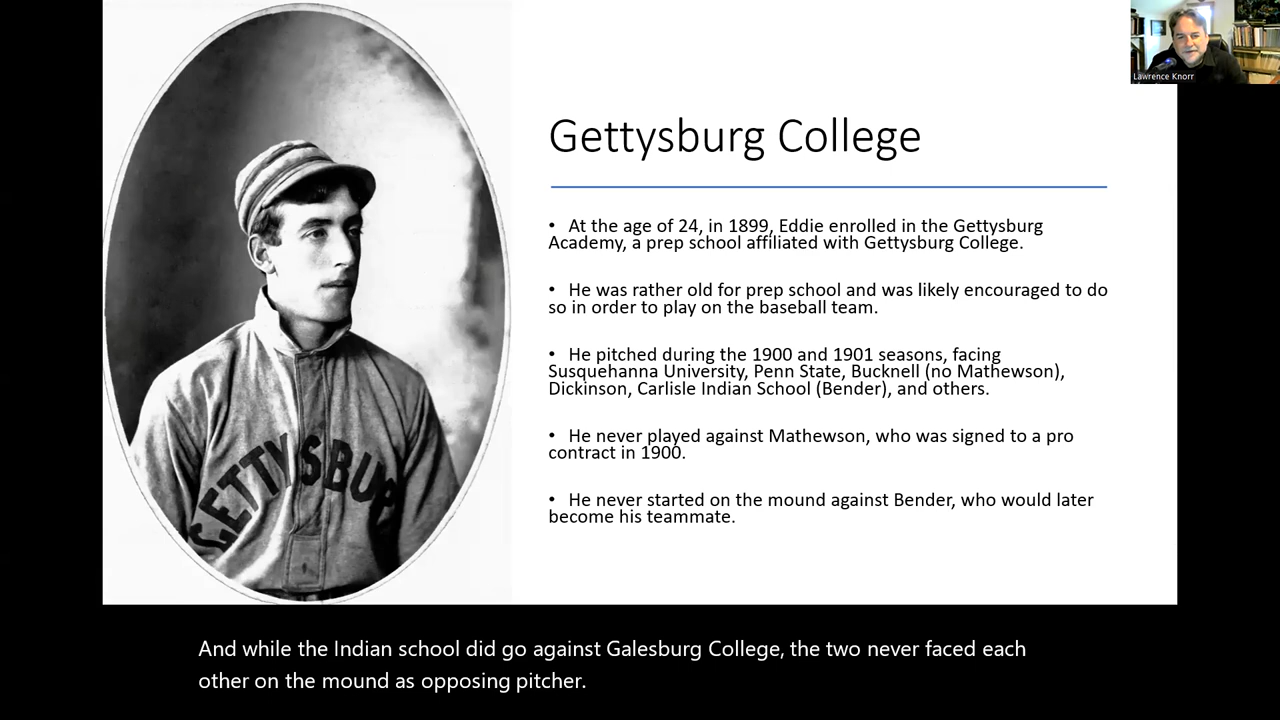 Lawrence Knorr
Gettysburg College
• At the age of 24, in 1899, Eddie enrolled in the Gettysburg
Academy, a prep school affiliated with Gettysburg College.
• He was rather old for prep school and was likely encouraged to do
so in order to play on the baseball team.
• He pitched during the 1900 and 1901 seasons, facing
Susquehanna University, Penn State, Bucknell (no Mathewson),
Dickinson, Carlisle Indian School (Bender), and others.
• He never played against Mathewson, who was signed to a pro
contract in 1900.
• He never started on the mound against Bender, who would later
become his teammate.
GETTYSBUR
And while the Indian school did go against Galesburg College, the two never faced each
other on the mound as opposing pitcher.